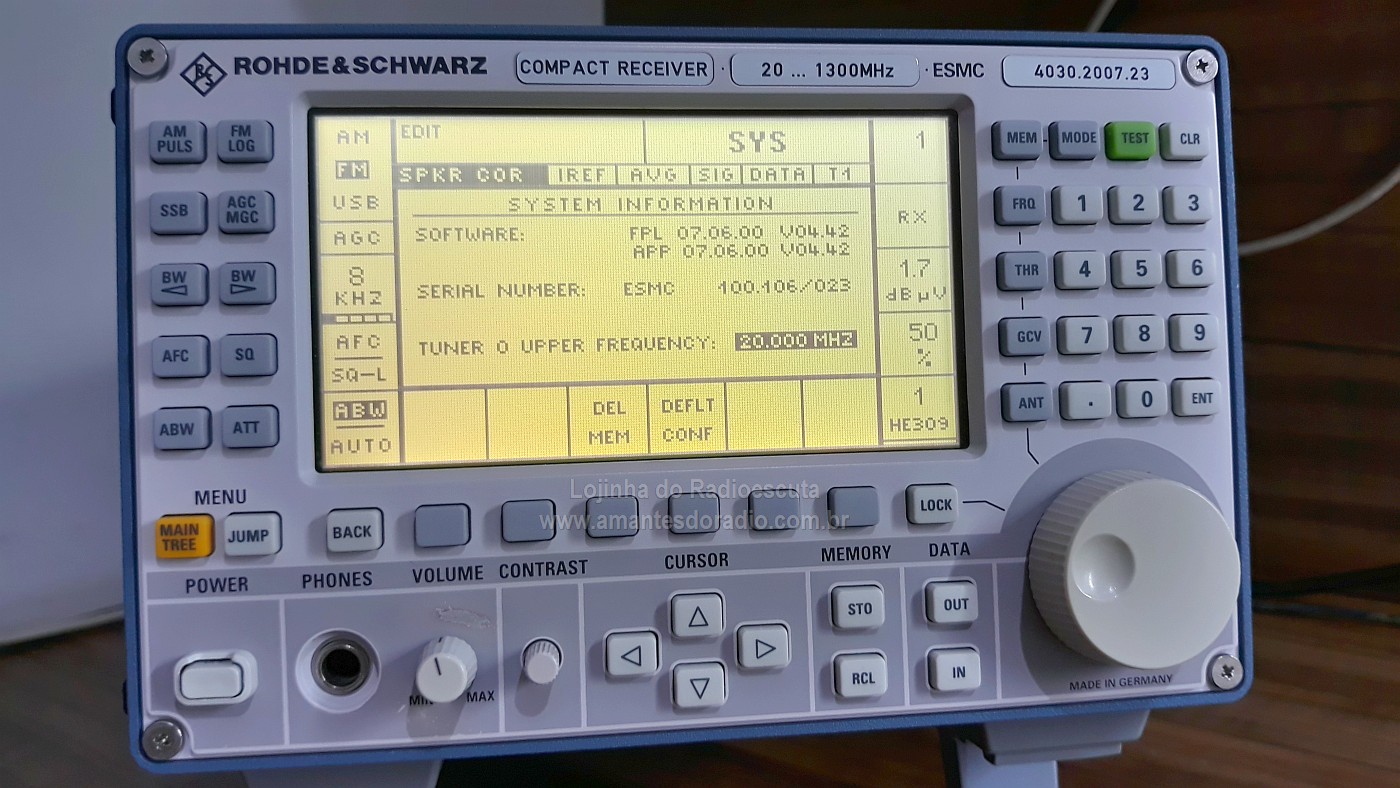 ROHDE & SCHWARZ COMPACT RECEIVER · 20 ... 1300MHz · ESMC 4030.2007.23
AM PULS
FM LOG
SSB
AGC MGC
BW
BW
AFC
SQ
ABW
ATT
AM
FM
USB
AGC
8
KHZ
AFC
SQ-L
ABW
AUTO
EDIT
SYS
SPKR COR IREF AVG SIG DATA T1
SYSTEM INFORMATION
SOFTWARE: FPL 07.06.00 V04.42
APP 07.06.00 V04.42
SERIAL NUMBER: ESMC 100.106/023
TUNER 0 UPPER FREQUENCY: 20.000 MHZ
DEL
MEM
DEFLT
CONF
1
RX
1.7
dBµV
50
%
1
HE309
MEM MODE TEST CLR
FRQ 1 2 3
THR 4 5 6
GCV 7 8 9
ANT . 0 ENT
Lojinha do Radioescuta
www.amantesdoradio.com.br
MENU
MAIN TREE
JUMP
BACK
LOCK
POWER
PHONES
VOLUME
CONTRAST
CURSOR
MEMORY
DATA
MIN
MAX
STO
RCL
OUT
IN
MADE IN GERMANY